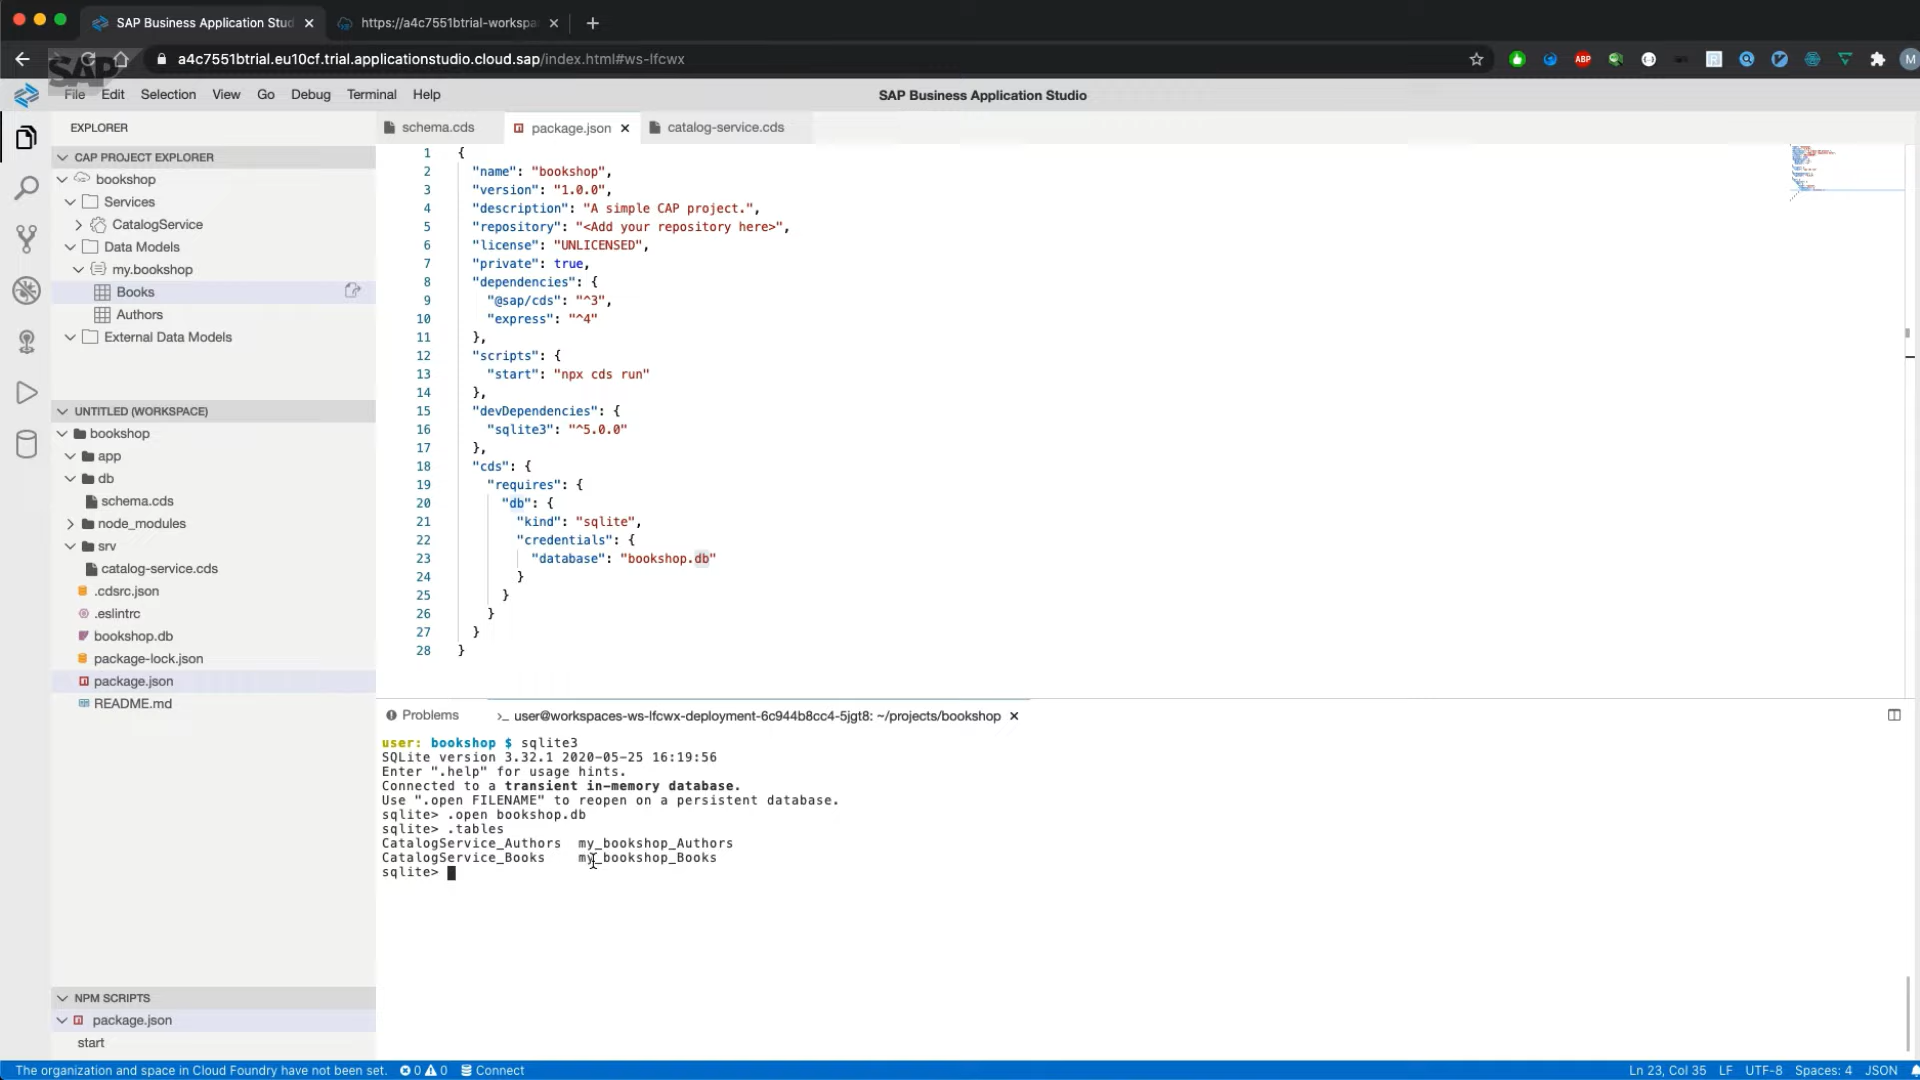 SAP Business Application Stud
https://a4c7551btrial-workspa
a4c7551btrial.eu10cf.trial.applicationstudio.cloud.sap/index.html#ws-lfcwx
ABP
M
SAP
File Edit Selection View Go Debug Terminal Help
SAP Business Application Studio
EXPLORER
CAP PROJECT EXPLORER
bookshop
Services
CatalogService
Data Models
my.bookshop
Books
Authors
External Data Models
UNTITLED (WORKSPACE)
bookshop
app
db
schema.cds
node_modules
srv
catalog-service.cds
.cdsrc.json
.eslintrc
bookshop.db
package-lock.json
package.json
README.md
NPM SCRIPTS
package.json
start
schema.cds
package.json
catalog-service.cds
1 {
2 "name": "bookshop",
3 "version": "1.0.0",
4 "description": "A simple CAP project.",
5 "repository": "<Add your repository here>",
6 "license": "UNLICENSED",
7 "private": true,
8 "dependencies": {
9 "@sap/cds": "^3",
10 "express": "^4"
11 },
12 "scripts": {
13 "start": "npx cds run"
14 },
15 "devDependencies": {
16 "sqlite3": "^5.0.0"
17 },
18 "cds": {
19 "requires": {
20 "db": {
21 "kind": "sqlite",
22 "credentials": {
23 "database": "bookshop.db"
24 }
25 }
26 }
27 }
28 }
Problems
>_ user@workspaces-ws-lfcwx-deployment-6c944b8cc4-5jgt8: ~/projects/bookshop
user: bookshop $ sqlite3
SQLite version 3.32.1 2020-05-25 16:19:56
Enter ".help" for usage hints.
Connected to a transient in-memory database.
Use ".open FILENAME" to reopen on a persistent database.
sqlite> .open bookshop.db
sqlite> .tables
CatalogService_Authors my_bookshop_Authors
CatalogService_Books my_bookshop_Books
sqlite>
The organization and space in Cloud Foundry have not been set. 0 0 Connect
Ln 23, Col 35 LF UTF-8 Spaces: 4 JSON